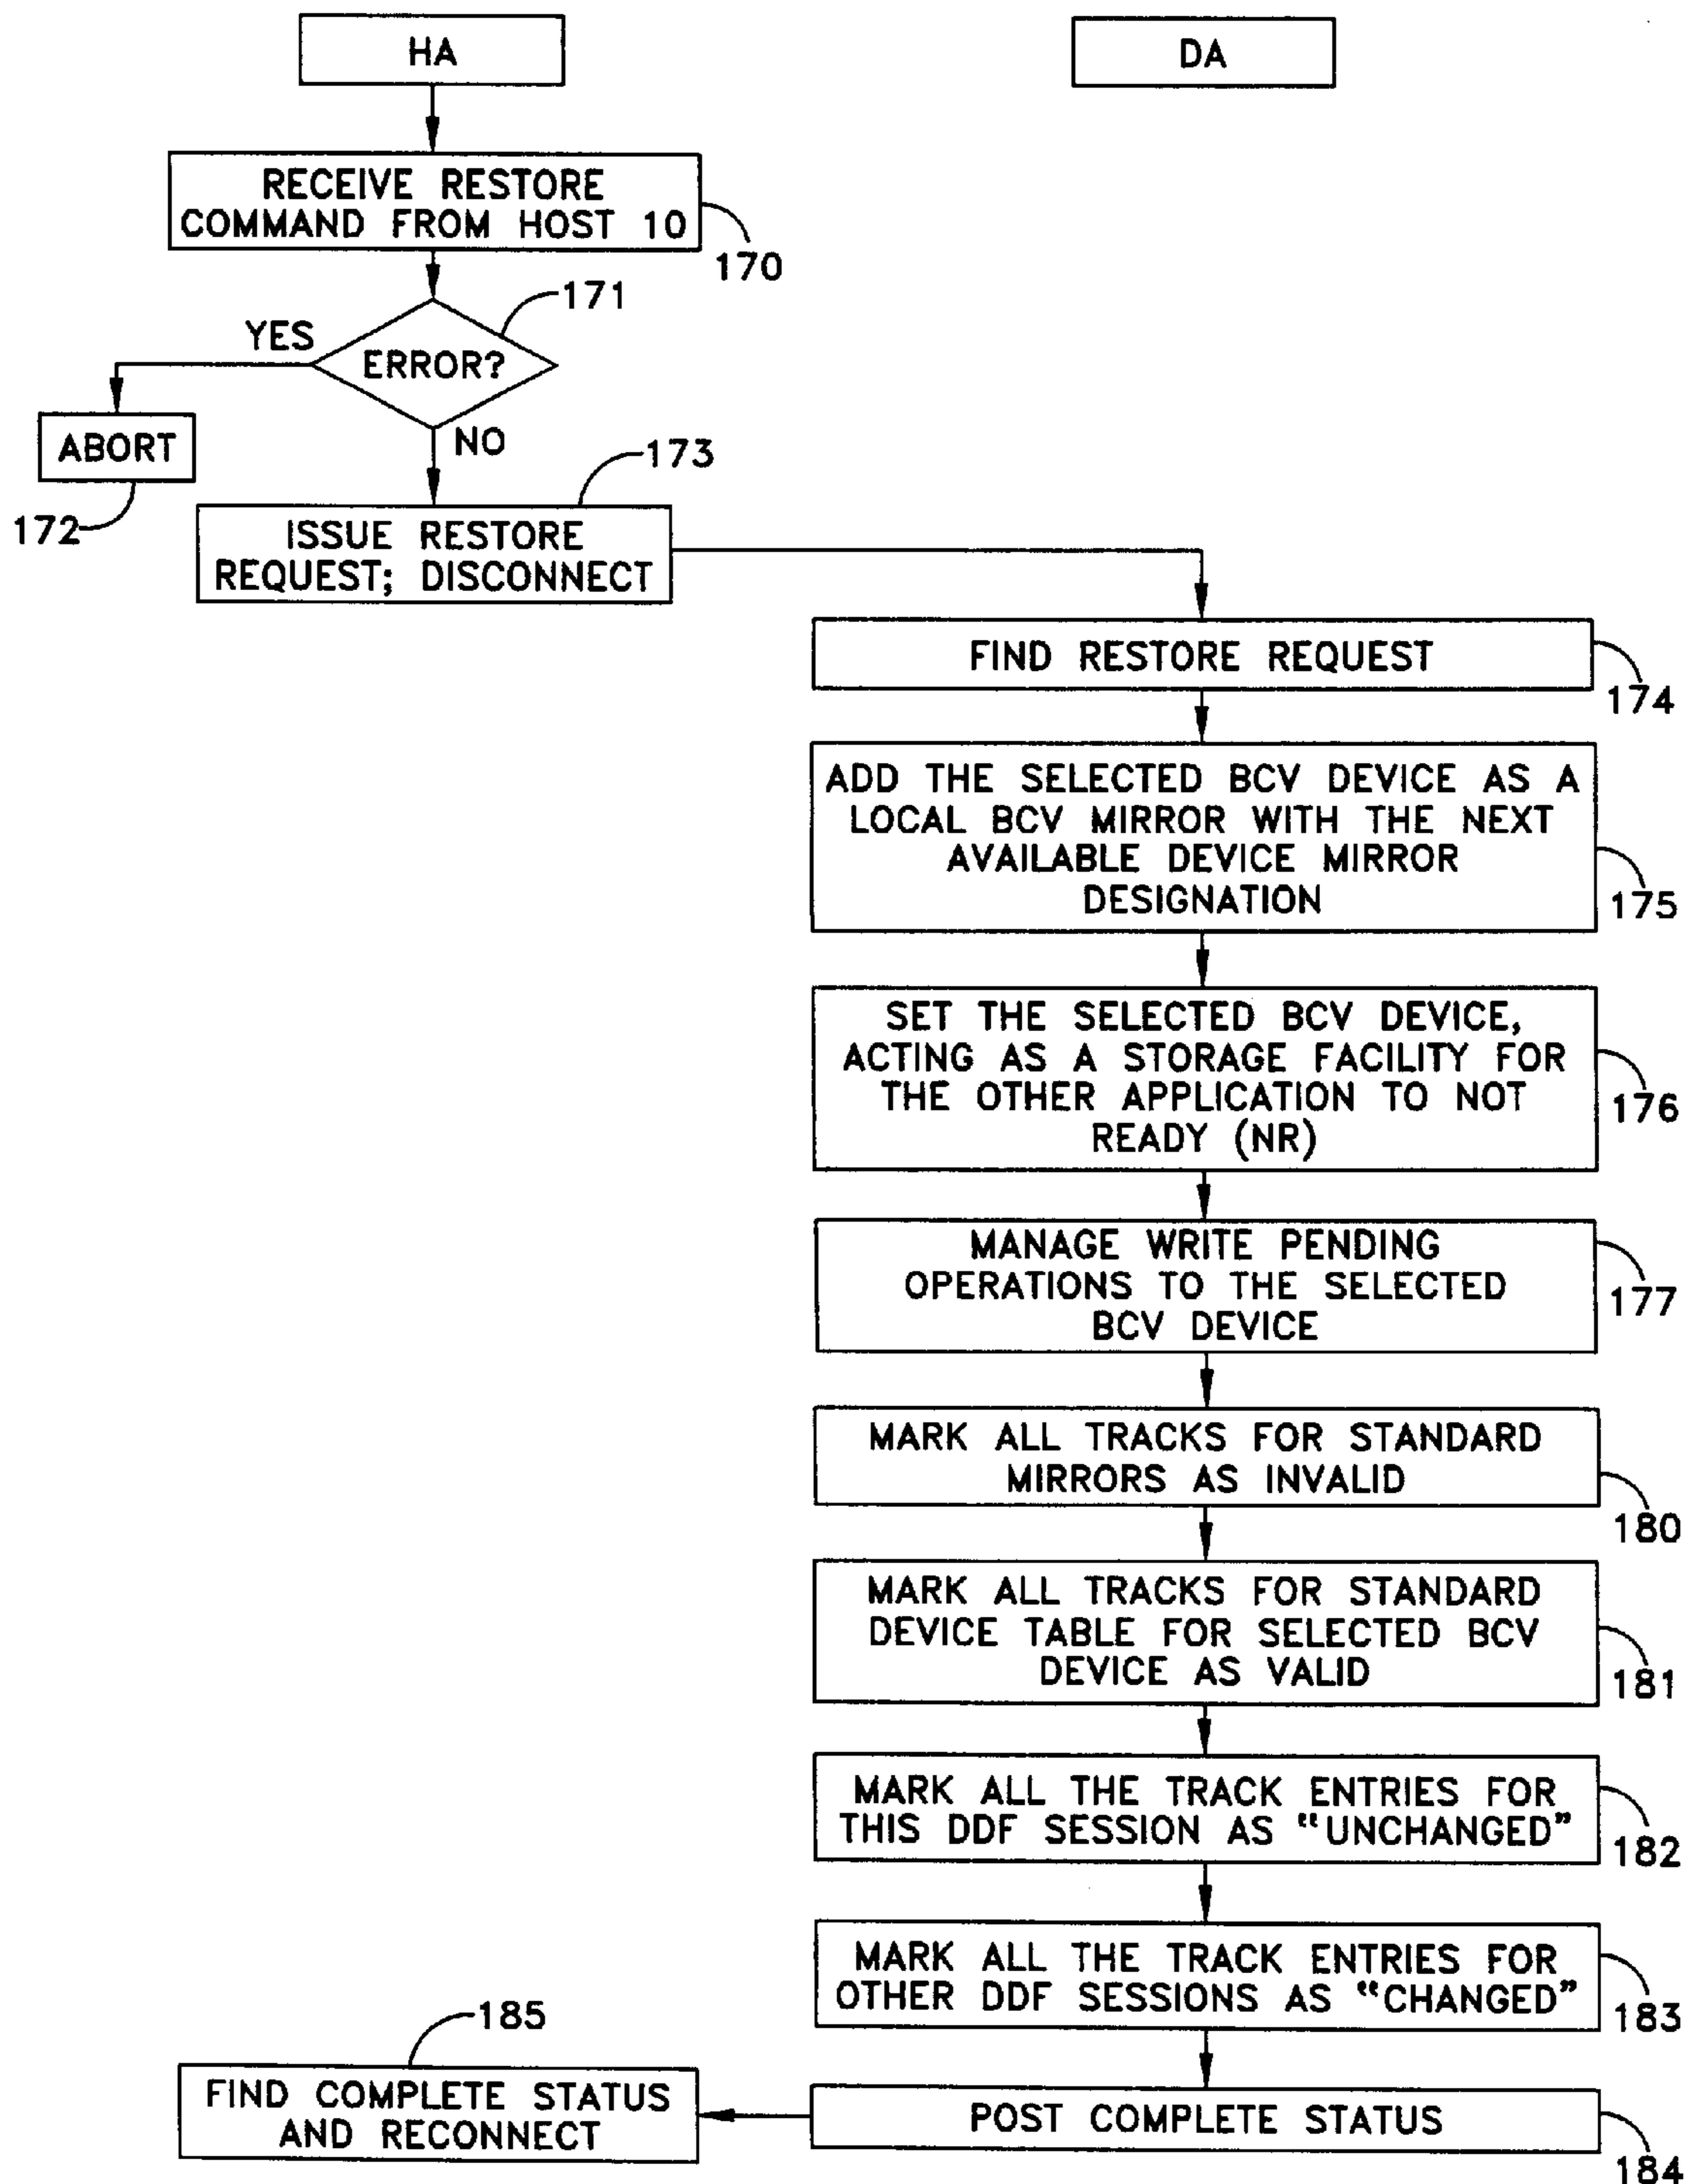 HA
DA
RECEIVE RESTORE
COMMAND FROM HOST 10
170
171
YES
ERROR?
ABORT
NO
172
173
ISSUE RESTORE
REQUEST; DISCONNECT
FIND RESTORE REQUEST
174
ADD THE SELECTED BCV DEVICE AS A
LOCAL BCV MIRROR WITH THE NEXT
AVAILABLE DEVICE MIRROR
DESIGNATION
175
SET THE SELECTED BCV DEVICE,
ACTING AS A STORAGE FACILITY FOR
THE OTHER APPLICATION TO NOT
READY (NR)
176
MANAGE WRITE PENDING
OPERATIONS TO THE SELECTED
BCV DEVICE
177
MARK ALL TRACKS FOR STANDARD
MIRRORS AS INVALID
180
MARK ALL TRACKS FOR STANDARD
DEVICE TABLE FOR SELECTED BCV
DEVICE AS VALID
181
MARK ALL THE TRACK ENTRIES FOR
THIS DDF SESSION AS “UNCHANGED”
182
MARK ALL THE TRACK ENTRIES FOR
OTHER DDF SESSIONS AS “CHANGED”
183
185
FIND COMPLETE STATUS
AND RECONNECT
POST COMPLETE STATUS
184